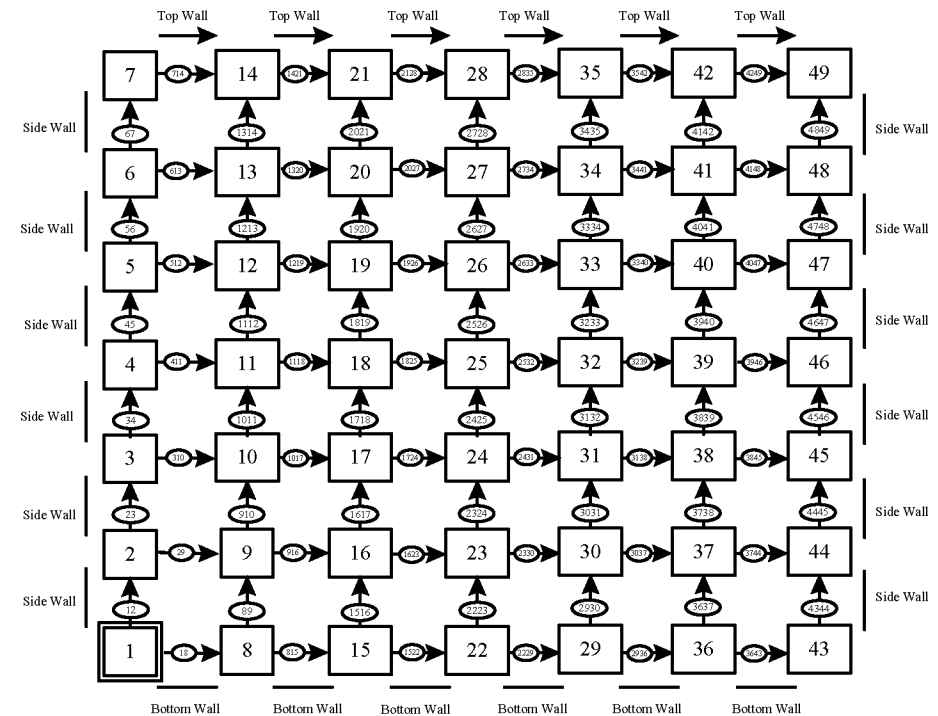 Top Wall Top Wall Top Wall Top Wall Top Wall Top Wall
7 714 14 1421 21 2128 28 2835 35 3542 42 4249 49
Side Wall 67 1314 2021 2728 3435 4142 4849 Side Wall
6 613 13 1320 20 2027 27 2734 34 3441 41 4148 48
Side Wall 56 1213 1920 2627 3334 4041 4748 Side Wall
5 512 12 1219 19 1926 26 2633 33 3340 40 4047 47
Side Wall 45 1112 1819 2526 3233 3940 4647 Side Wall
4 411 11 1118 18 1825 25 2532 32 3239 39 3946 46
Side Wall 34 1011 1718 2425 3132 3839 4546 Side Wall
3 310 10 1017 17 1724 24 2431 31 3138 38 3845 45
Side Wall 23 910 1617 2324 3031 3738 4445 Side Wall
2 29 9 916 16 1623 23 2330 30 3037 37 3744 44
Side Wall 12 89 1516 2223 2930 3637 4344 Side Wall
1 18 8 815 15 1522 22 2229 29 2936 36 3643 43
Bottom Wall Bottom Wall Bottom Wall Bottom Wall Bottom Wall Bottom Wall